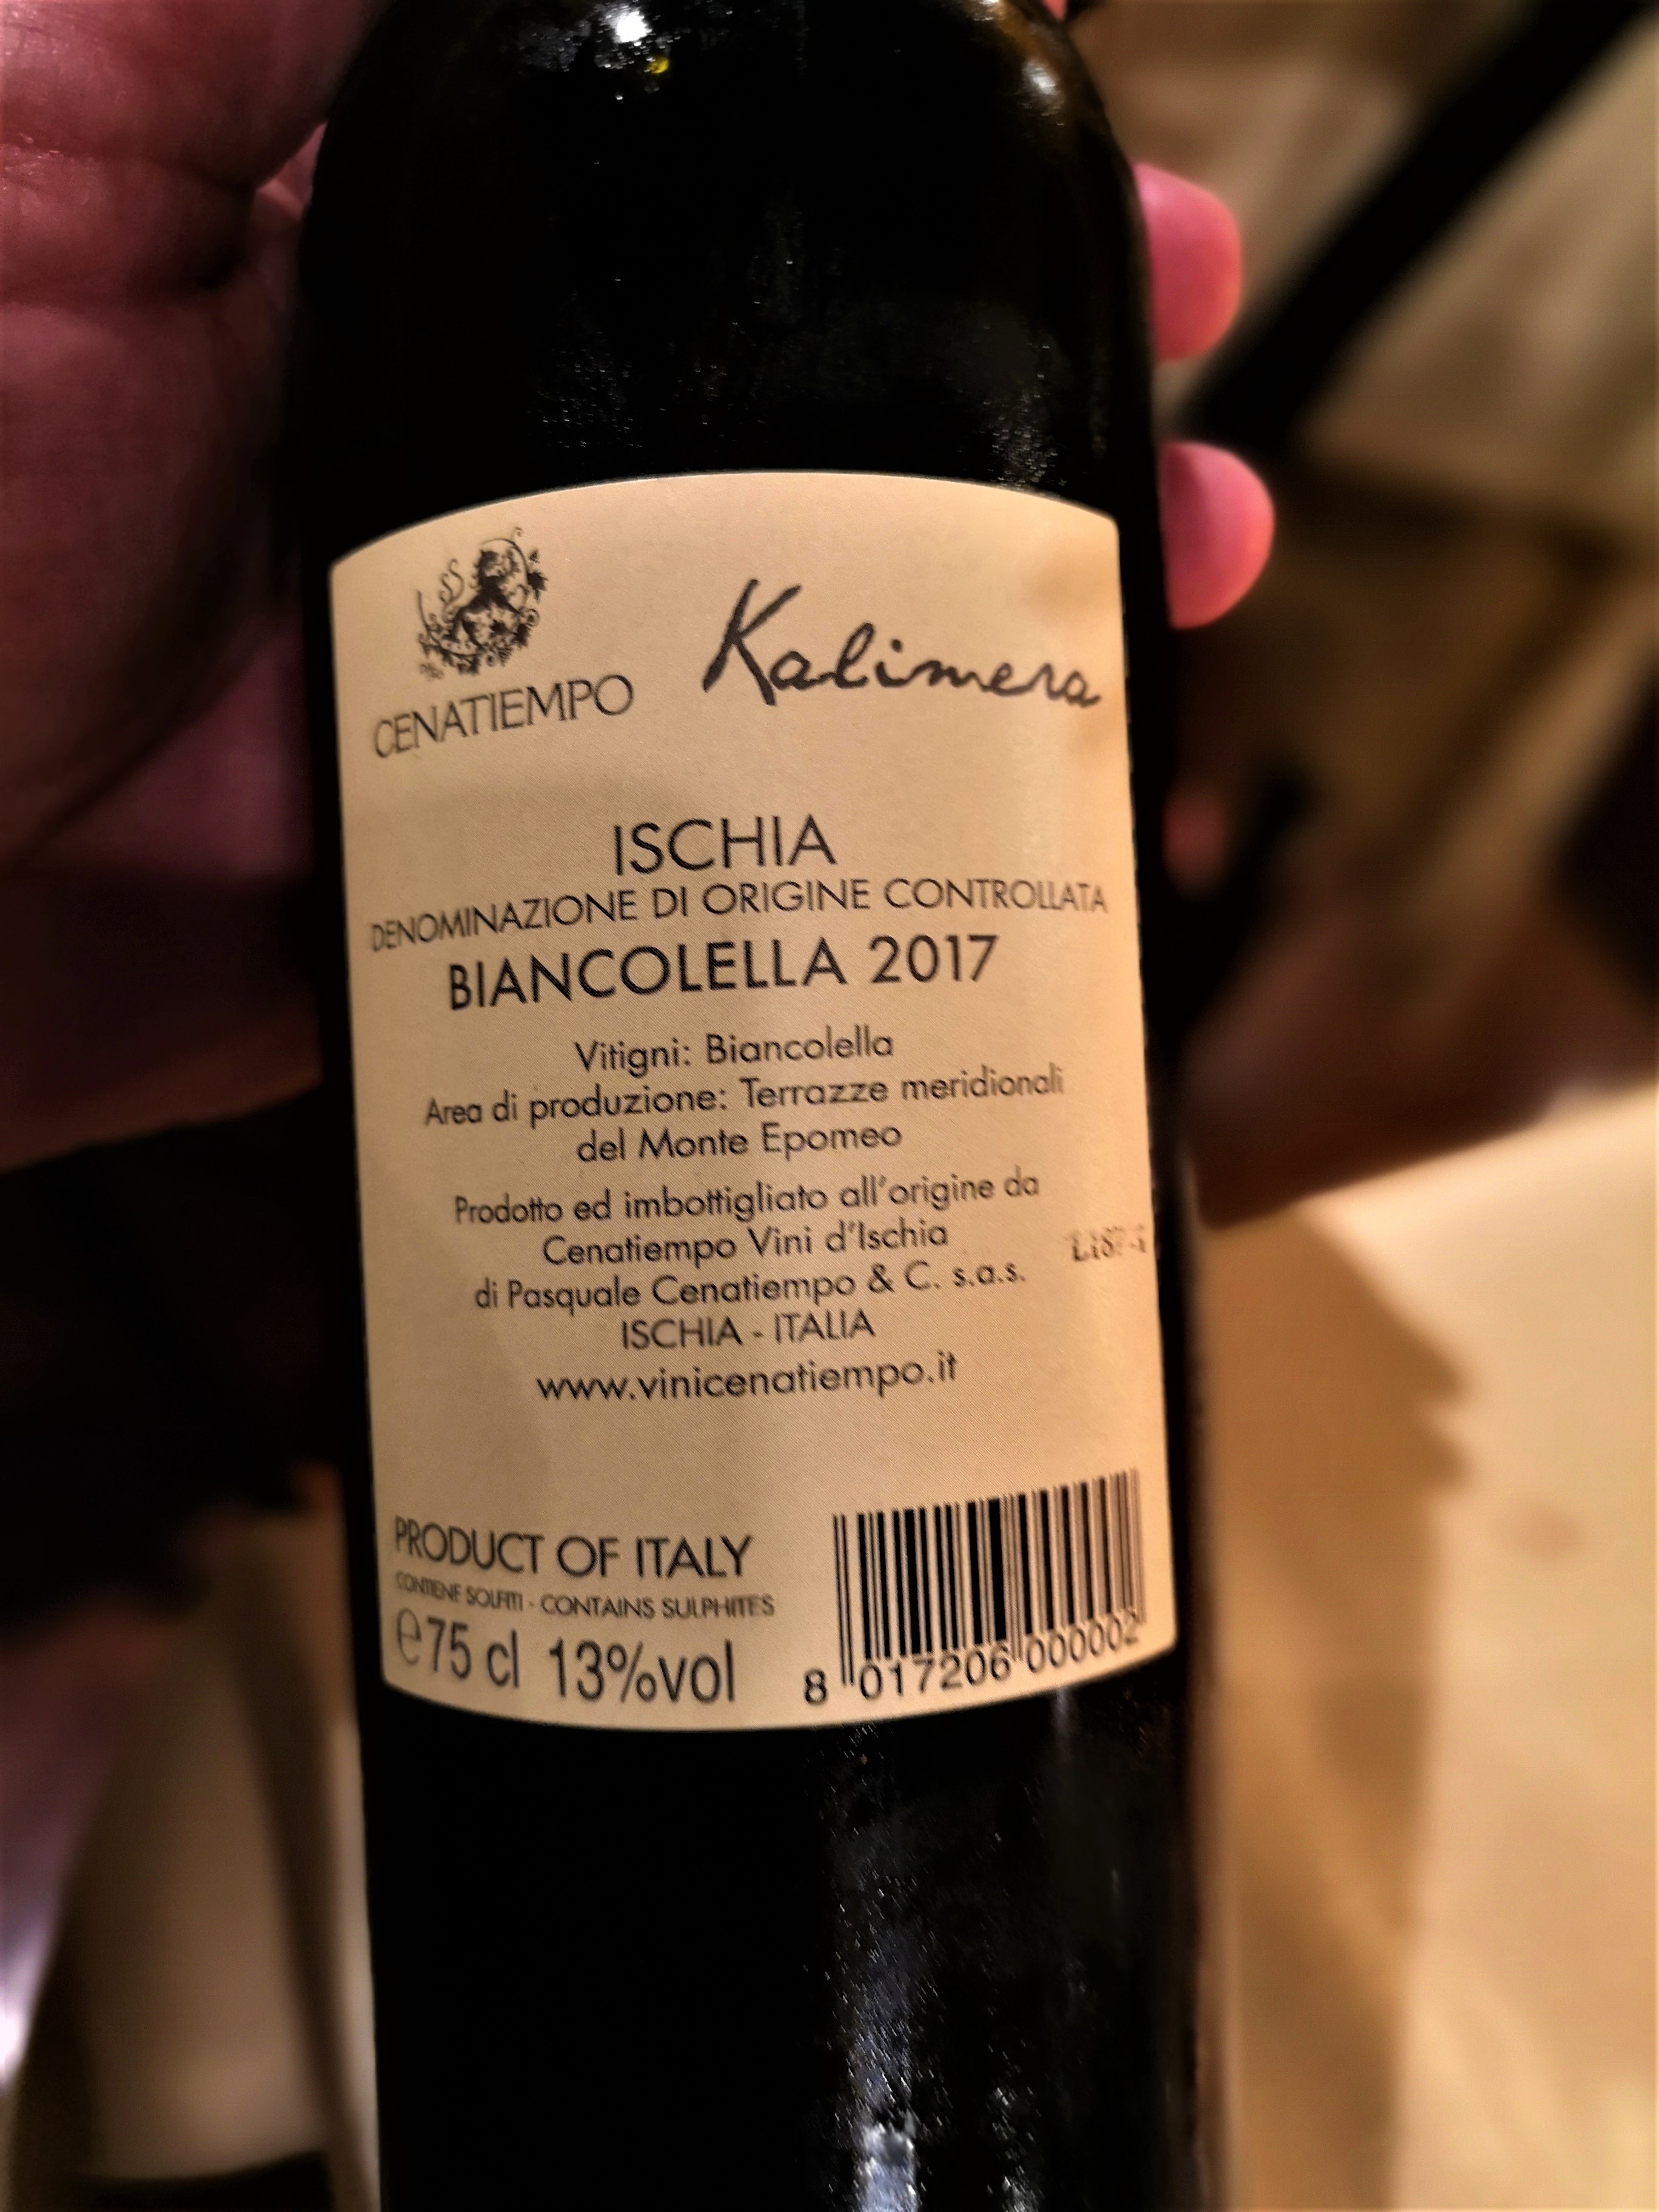 CENATIEMPO
Kalimera
ISCHIA
DENOMINAZIONE DI ORIGINE CONTROLLATA
BIANCOLELLA 2017
Vitigni: Biancolella
Area di produzione: Terrazze meridionali
del Monte Epomeo
Prodotto ed imbottigliato all'origine da
Cenatiempo Vini d'Ischia
di Pasquale Cenatiempo & C. s.a.s.
ISCHIA - ITALIA
www.vinicenatiempo.it
PRODUCT OF ITALY
CONTIENE SOLFITI - CONTAINS SULPHITES
℮75 cl 13%vol
8 017206 000002